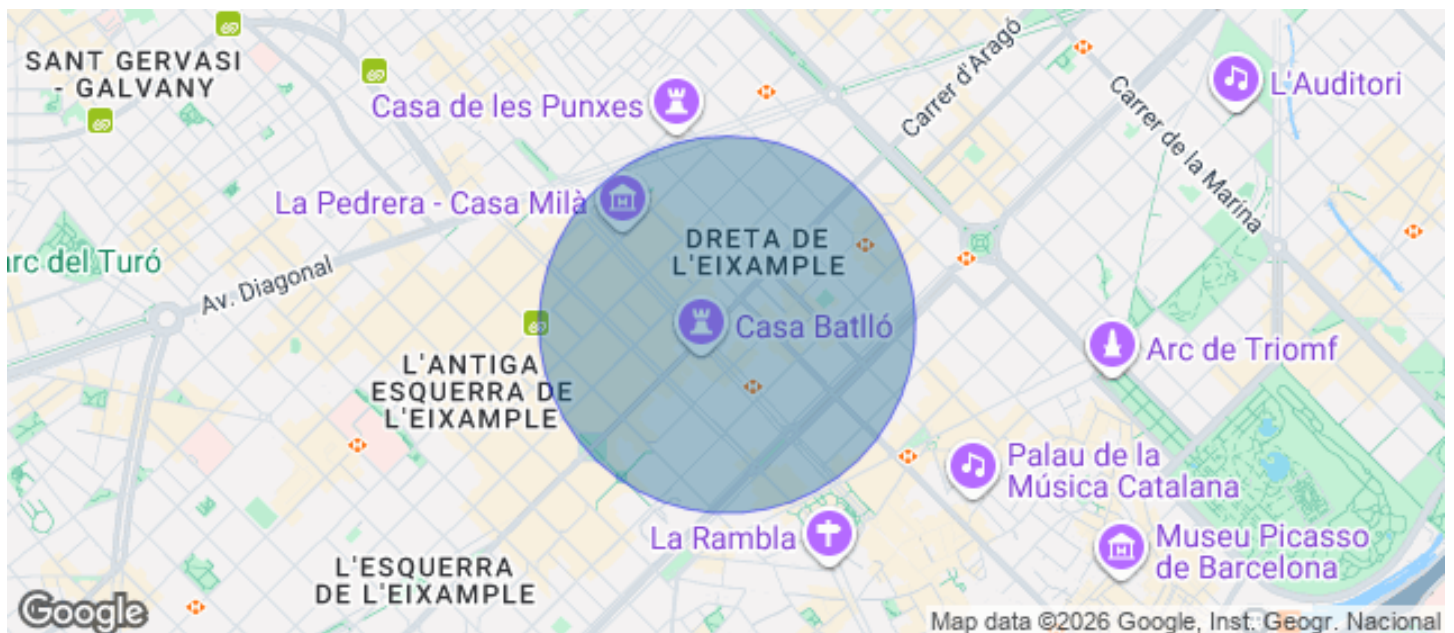 SANT GERVASI
- GALVANY
Casa de les Punxes
Carrer d'Aragó
L'Auditori
Carrer de la Marina
La Pedrera - Casa Milà
DRETA DE
L'EIXAMPLE
arc del Turó
Av. Diagonal
Casa Batlló
Arc de Triomf
L'ANTIGA
ESQUERRA DE
L'EIXAMPLE
Palau de la
Música Catalana
La Rambla
Museu Picasso
de Barcelona
L'ESQUERRA
DE L'EIXAMPLE
Google
Map data ©2026 Google, Inst. Geogr. Nacional